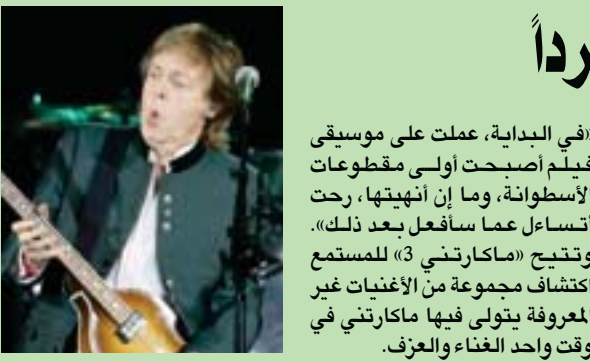 رداً
«في البداية، عملت على موسيقى
فيلم أصبحت أولى مقطوعات
الأسطوانة، وما إن أنهيتها، رحت
أتساءل عما سأفعل بعد ذلك».
وتتيح «ماكارتني 3» للمستمع
اكتشاف مجموعة من الأغنيات غير
المعروفة يتولى فيها ماكارتني في
وقت واحد الغناء والعزف.